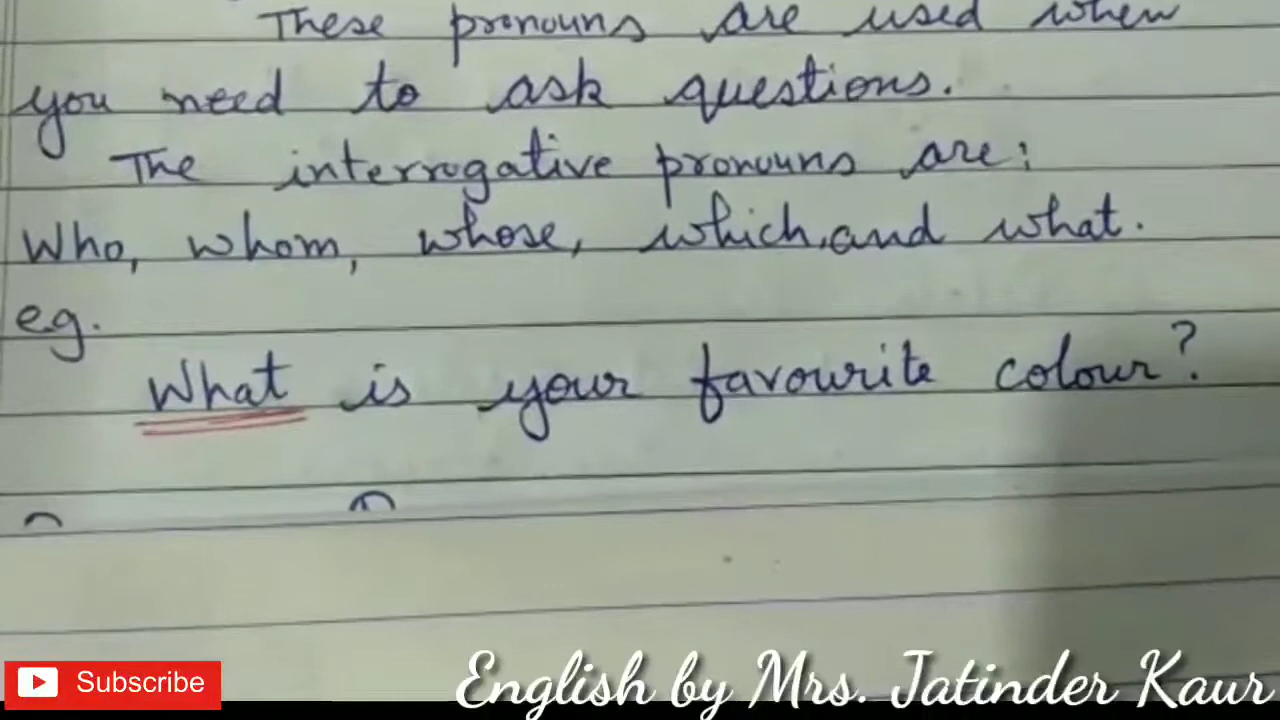 These pronouns are used when
you need to ask questions.
The interrogative pronouns are:
Who, whom, whose, which, and what.
eg.
What is your favourite colour?
Subscribe
English by Mrs. Jatinder Kaur